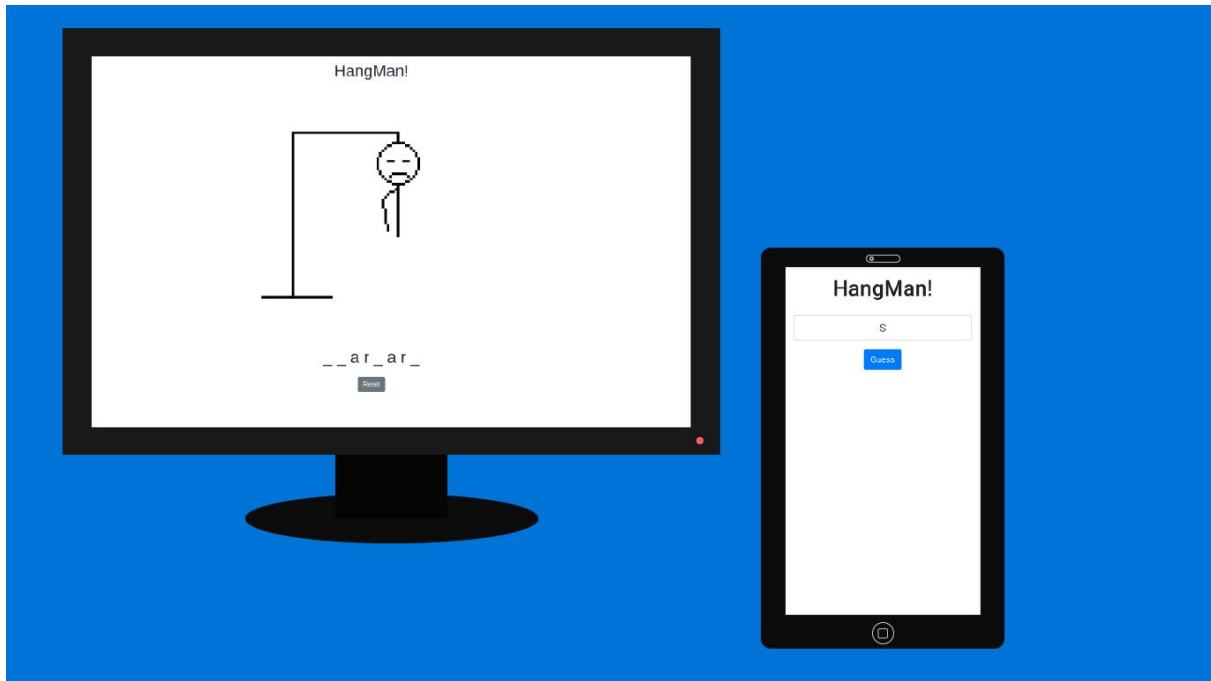 HangMan!
_ _ a r _ a r _
Reset
HangMan!
S
Guess